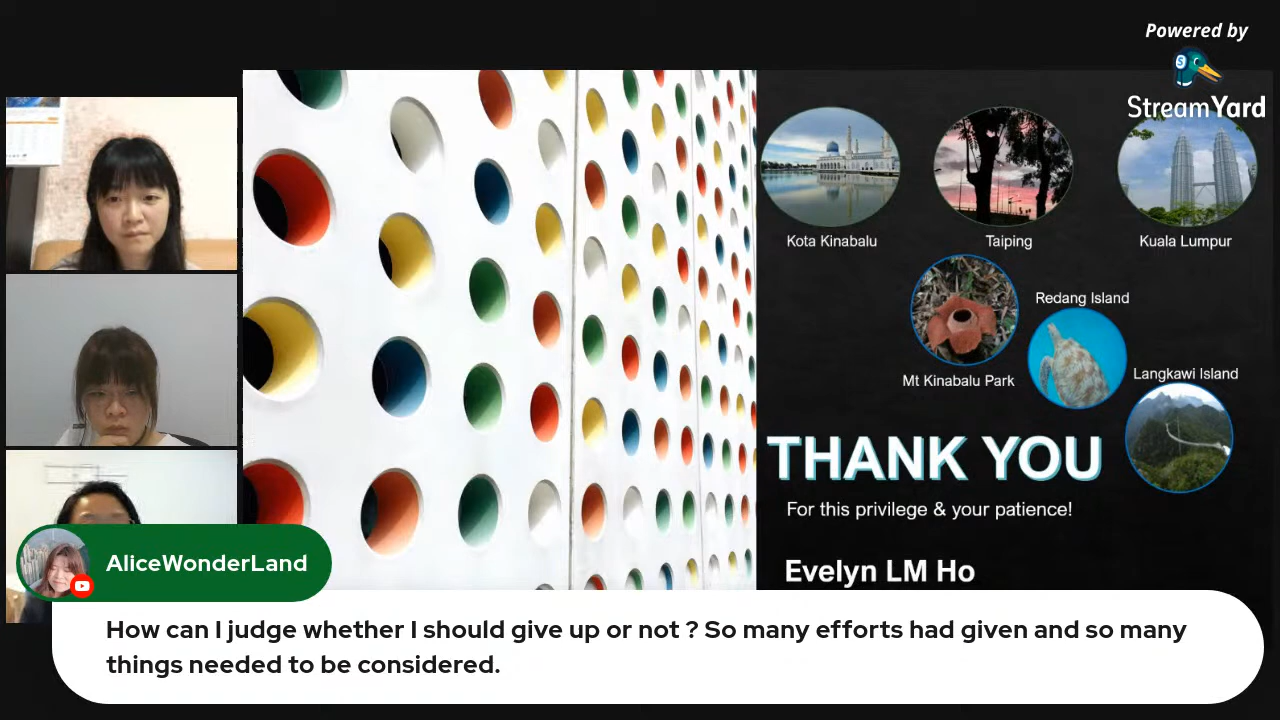 Powered by
StreamYard
Kota Kinabalu
Taiping
Kuala Lumpur
Redang Island
Mt Kinabalu Park
Langkawi Island
THANK YOU
For this privilege & your patience!
Evelyn LM Ho
AliceWonderLand
How can I judge whether I should give up or not ? So many efforts had given and so many
things needed to be considered.